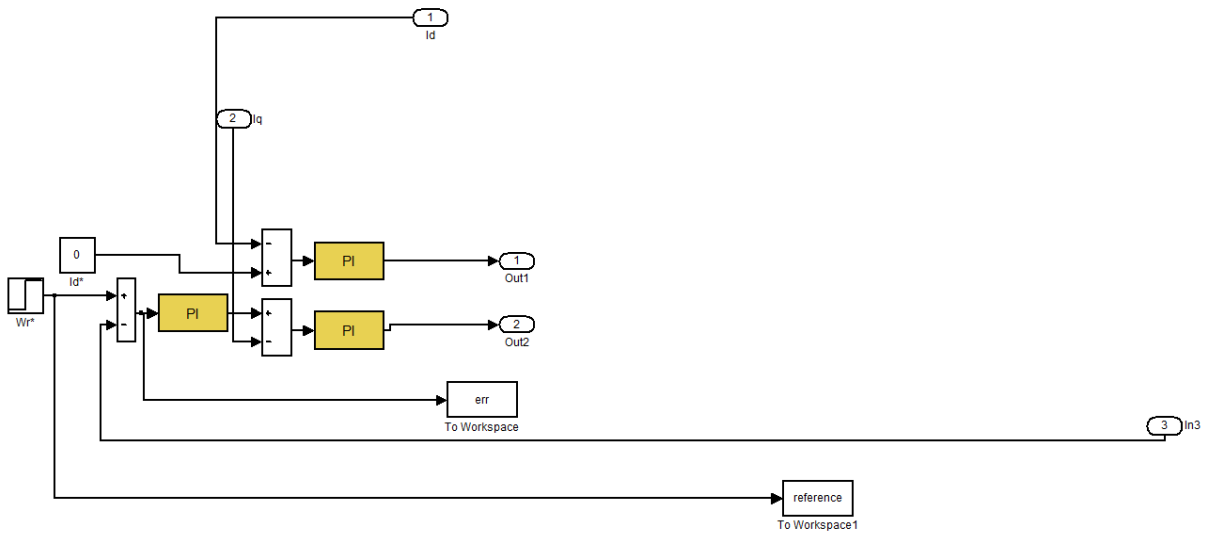 1
Id
2
Iq
-
+
PI
1
Out1
0
Id*
Wr*
+
-
PI
+
-
PI
2
Out2
err
To Workspace
3
In3
reference
To Workspace1